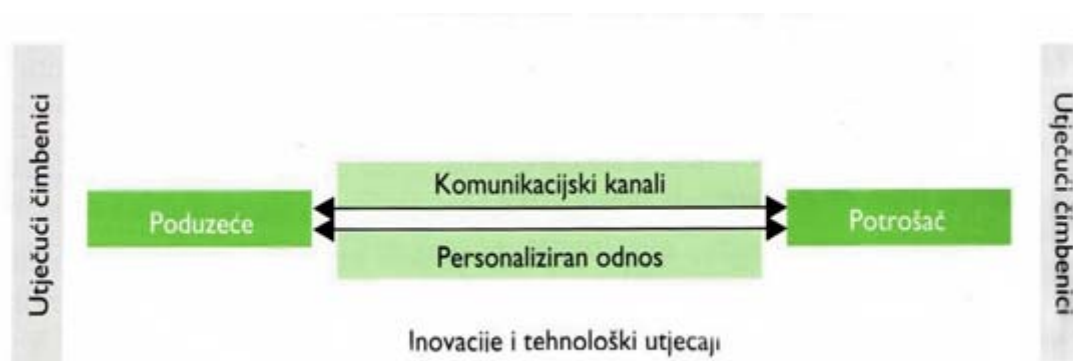 Utječući čimbenici
Komunikacijski kanali
Poduzeće
Potrošač
Personaliziran odnos
Inovacije i tehnološki utjecaji
Utječući čimbenici